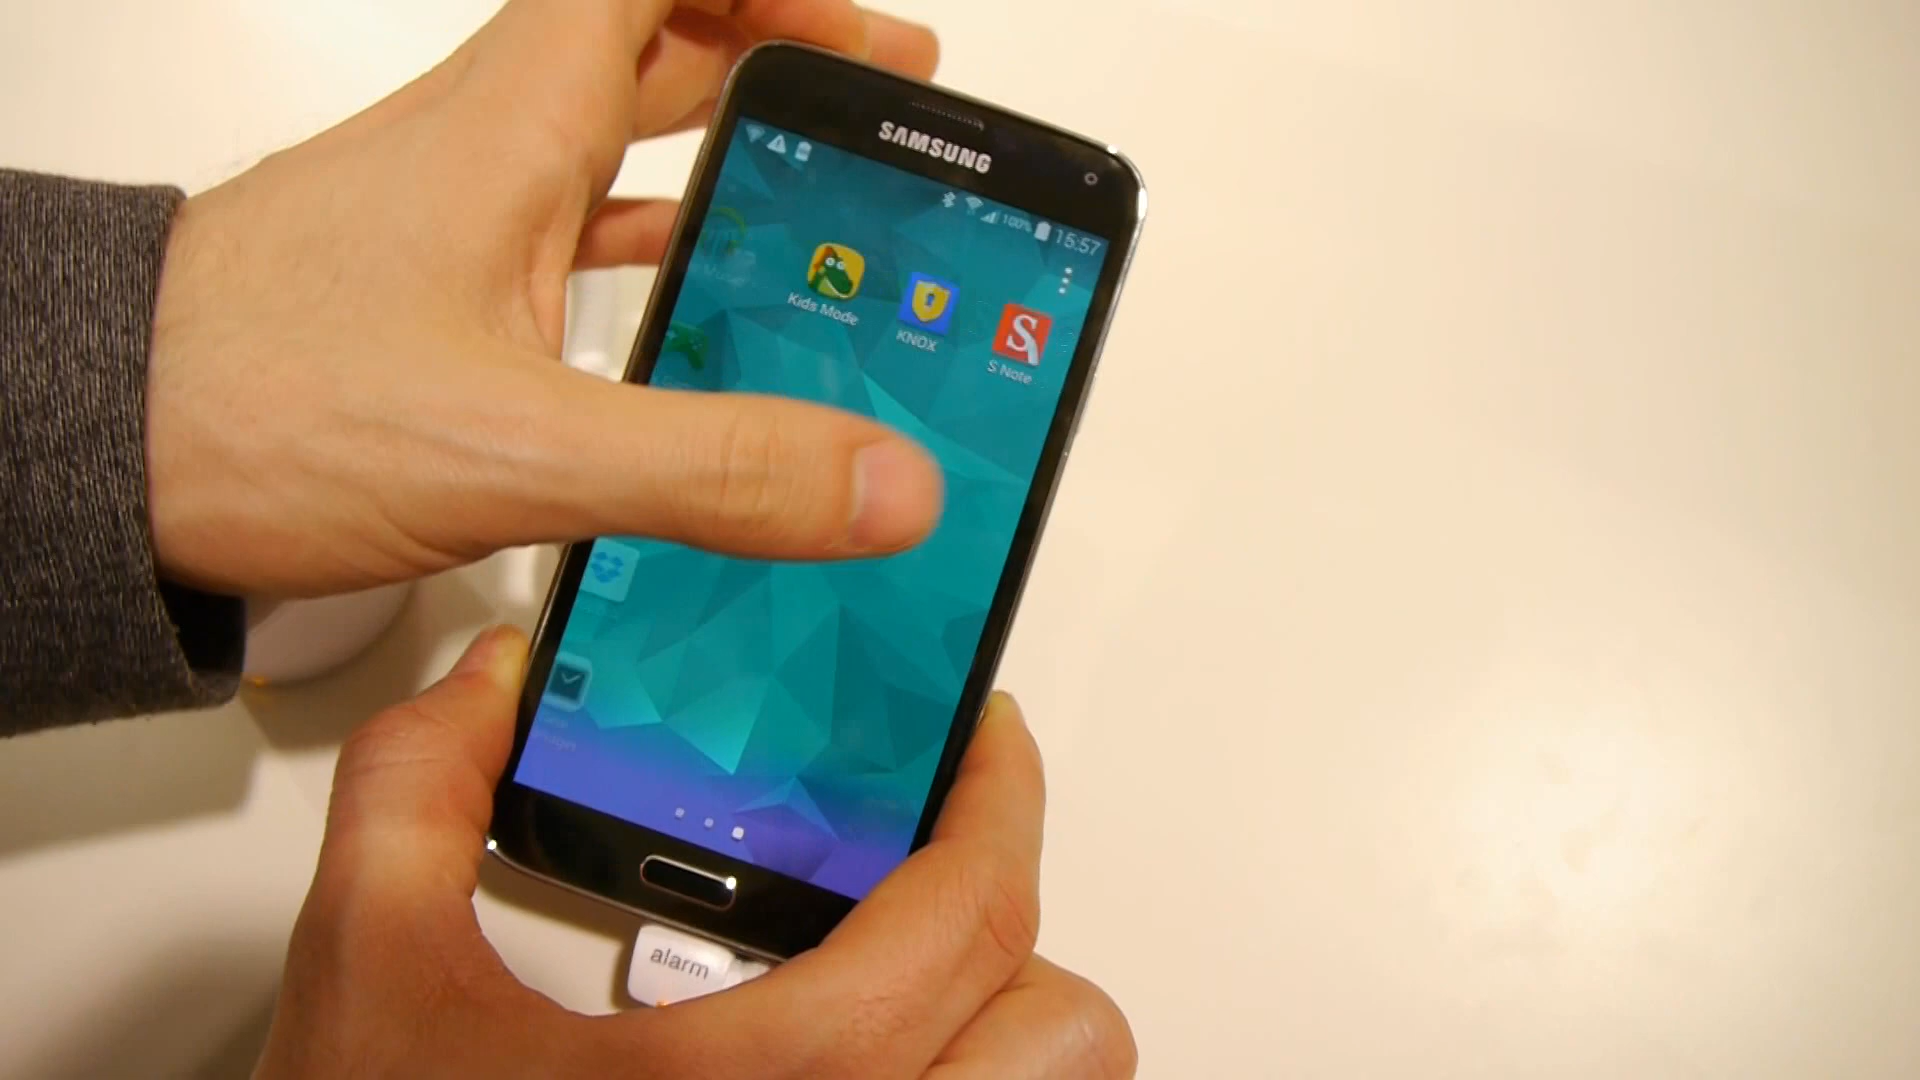 SAMSUNG
100% 15:57
Kids Mode
KNOX
S Note
alarm